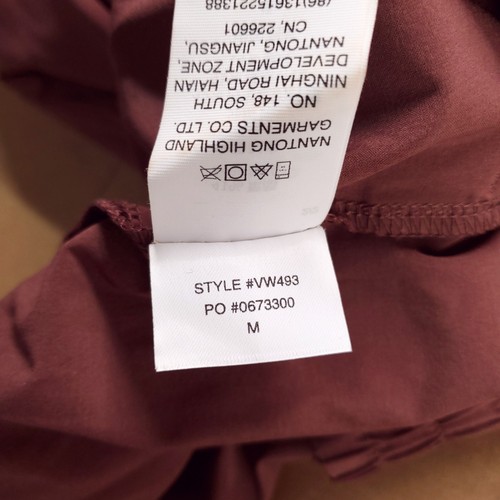 NANTONG HIGHLAND
GARMENTS CO. LTD.
NO. 148, SOUTH
NINGHAI ROAD, HAIAN
DEVELOPMENT ZONE,
NANTONG, JIANGSU,
CN, 226601
(86)13615221388
STYLE #VW493
PO #0673300
M